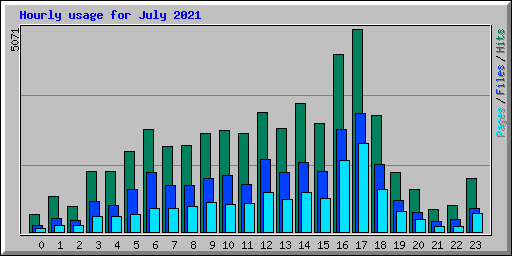 Hourly usage for July 2021
5071
Pages/Files/Hits
0 1 2 3 4 5 6 7 8 9 10 11 12 13 14 15 16 17 18 19 20 21 22 23